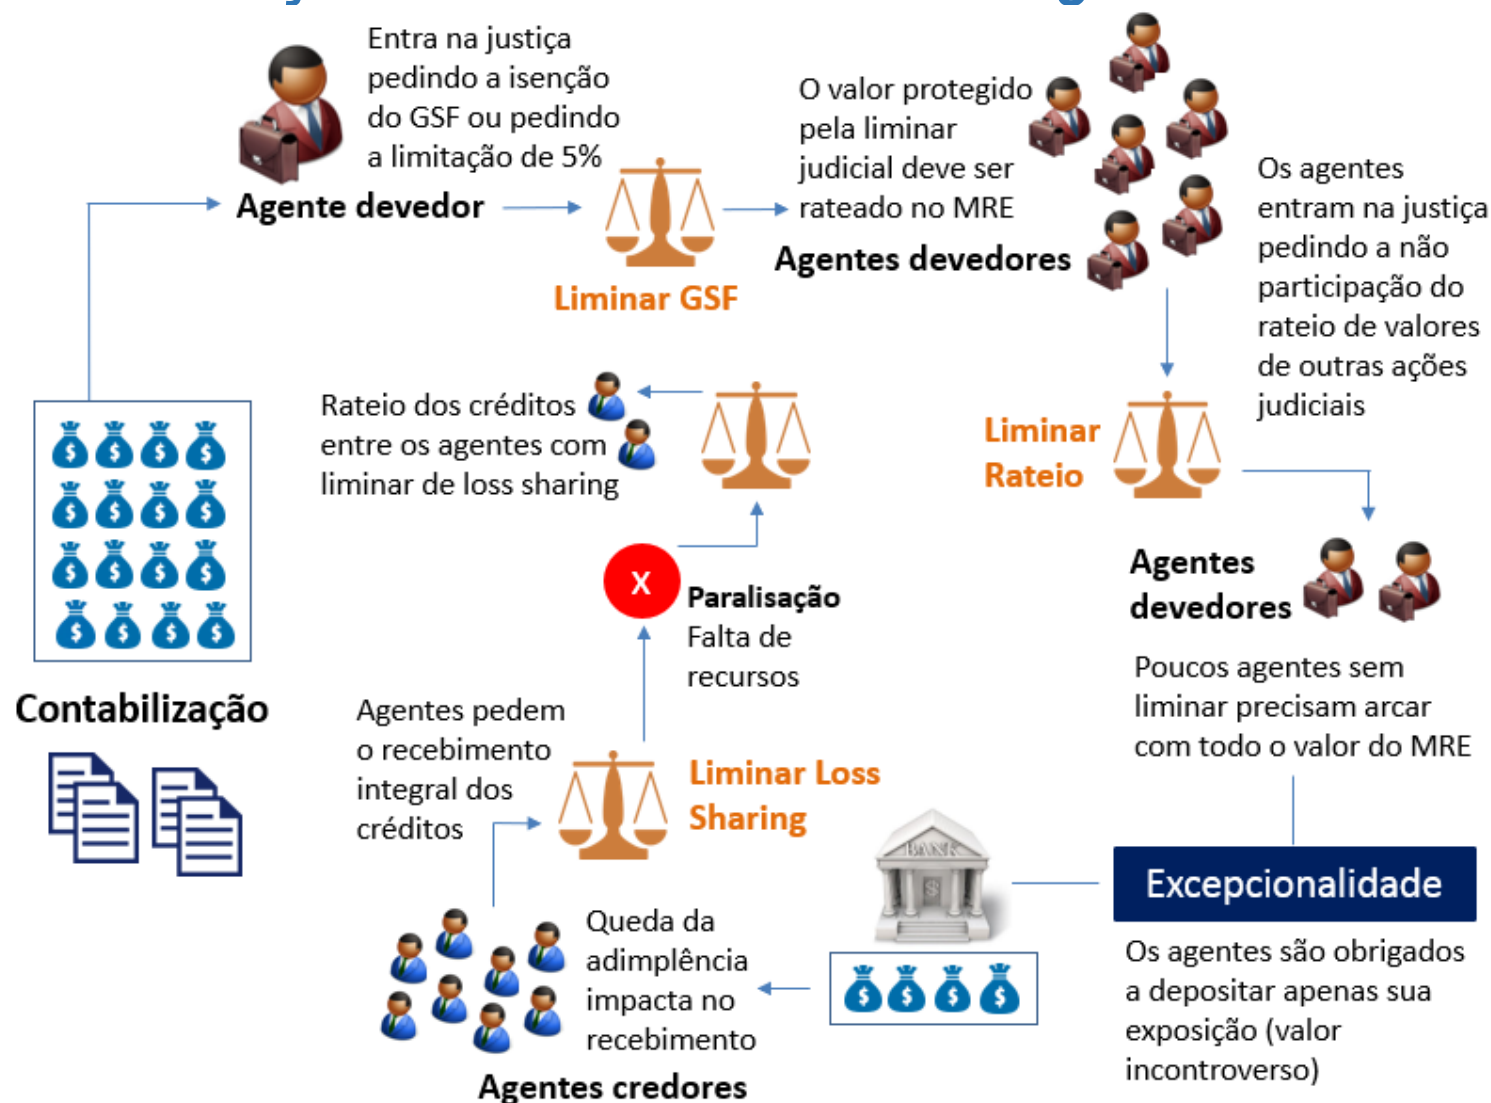 Entra na justiça
pedindo a isenção
do GSF ou pedindo
a limitação de 5%
Agente devedor
Liminar GSF
O valor protegido
pela liminar
judicial deve ser
rateado no MRE
Agentes devedores
Os agentes
entram na justiça
pedindo a não
participação do
rateio de valores
de outras ações
judiciais
Liminar
Rateio
Agentes
devedores
Poucos agentes sem
liminar precisam arcar
com todo o valor do MRE
Excepcionalidade
Os agentes são obrigados
a depositar apenas sua
exposição (valor
incontroverso)
BANK
Queda da
adimplência
impacta no
recebimento
Agentes credores
Agentes pedem
o recebimento
integral dos
créditos
Liminar Loss
Sharing
X
Paralisação
Falta de
recursos
Rateio dos créditos
entre os agentes com
liminar de loss sharing
Contabilização